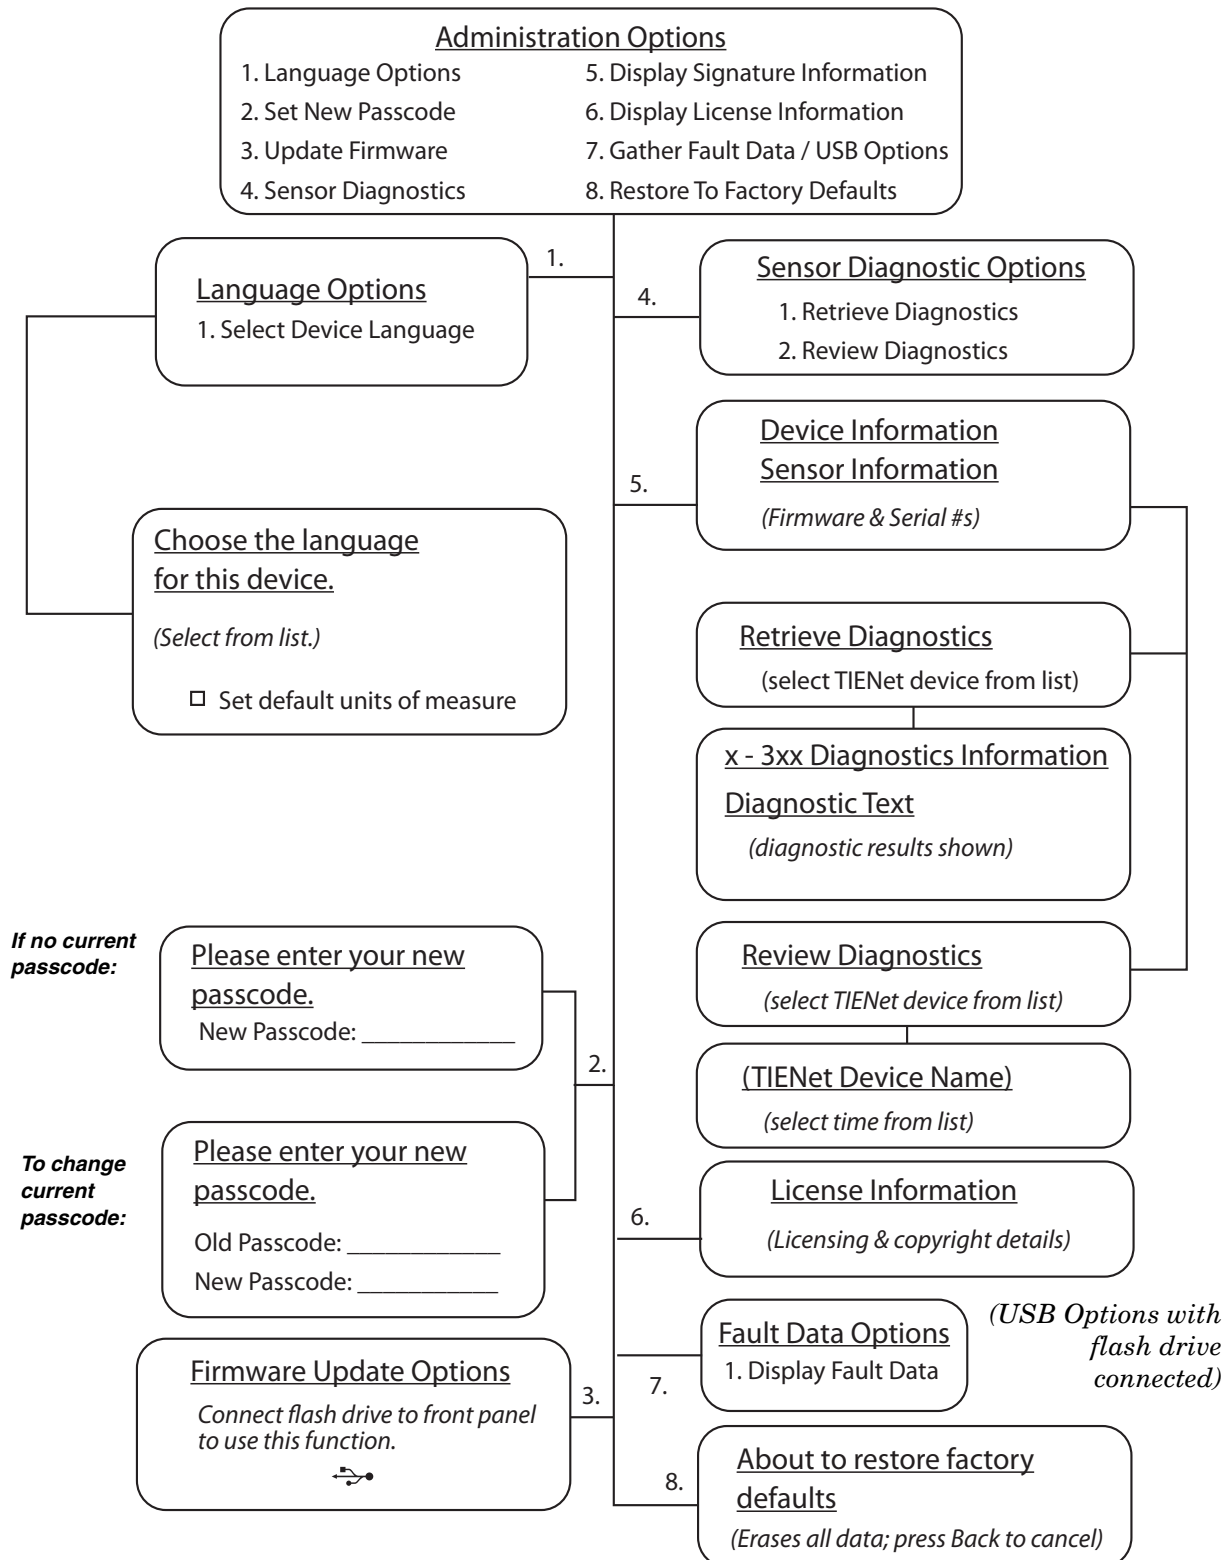 Administration Options
1. Language Options
2. Set New Passcode
3. Update Firmware
4. Sensor Diagnostics
5. Display Signature Information
6. Display License Information
7. Gather Fault Data / USB Options
8. Restore To Factory Defaults
1.
Language Options
1. Select Device Language
4.
Sensor Diagnostic Options
1. Retrieve Diagnostics
2. Review Diagnostics
5.
Device Information
Sensor Information
(Firmware & Serial #s)
Choose the language
for this device.
(Select from list.)
Set default units of measure
Retrieve Diagnostics
(select TIENet device from list)
x - 3xx Diagnostics Information
Diagnostic Text
(diagnostic results shown)
If no current
passcode:
Please enter your new
passcode.
New Passcode: ____________
Review Diagnostics
(select TIENet device from list)
2.
(TIENet Device Name)
(select time from list)
To change
current
passcode:
Please enter your new
passcode.
Old Passcode: ____________
New Passcode: ___________
6.
License Information
(Licensing & copyright details)
7.
Fault Data Options
1. Display Fault Data
(USB Options with
flash drive
connected)
3.
Firmware Update Options
Connect flash drive to front panel
to use this function.
8.
About to restore factory
defaults
(Erases all data; press Back to cancel)